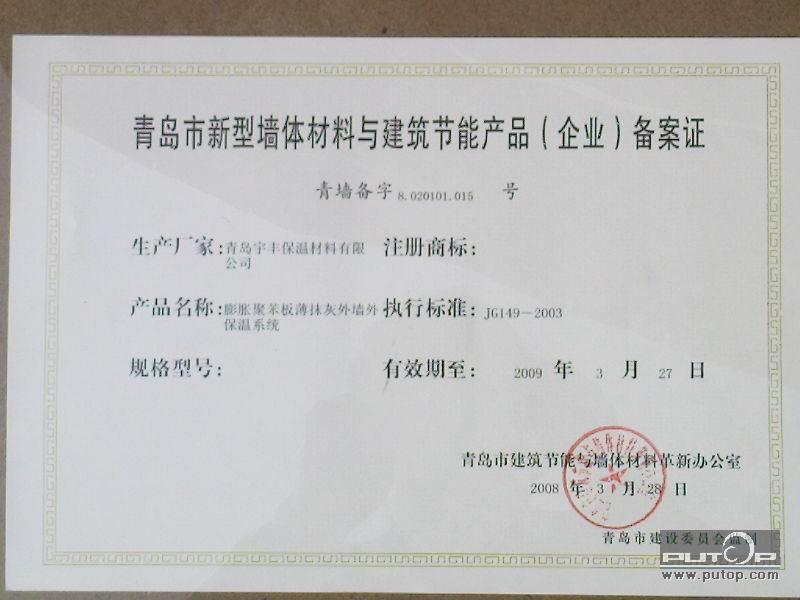 青岛市新型墙体材料与建筑节能产品(企业)备案证
青墙备字 8.020101.015 号
生产厂家:青岛宇丰保温材料有限公司 注册商标:
产品名称:膨胀聚苯板薄抹灰外墙外保温系统 执行标准:JG149-2003
规格型号: 有效期至: 2009 年 3 月 27 日
青岛市建筑节能与墙体材料革新办公室
2008 年 3 月 28 日
青岛市建设委员会监制
PUTOP
www.putop.com